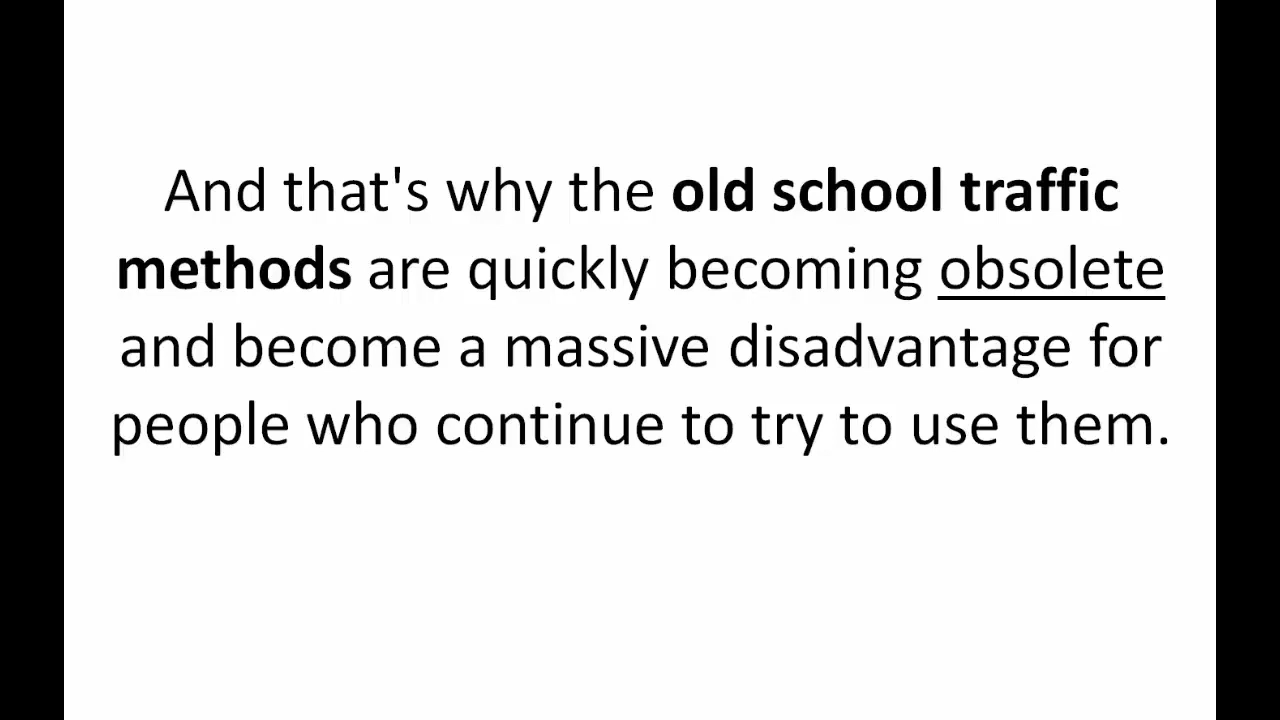 And that's why the old school traffic
methods are quickly becoming obsolete
and become a massive disadvantage for
people who continue to try to use them.